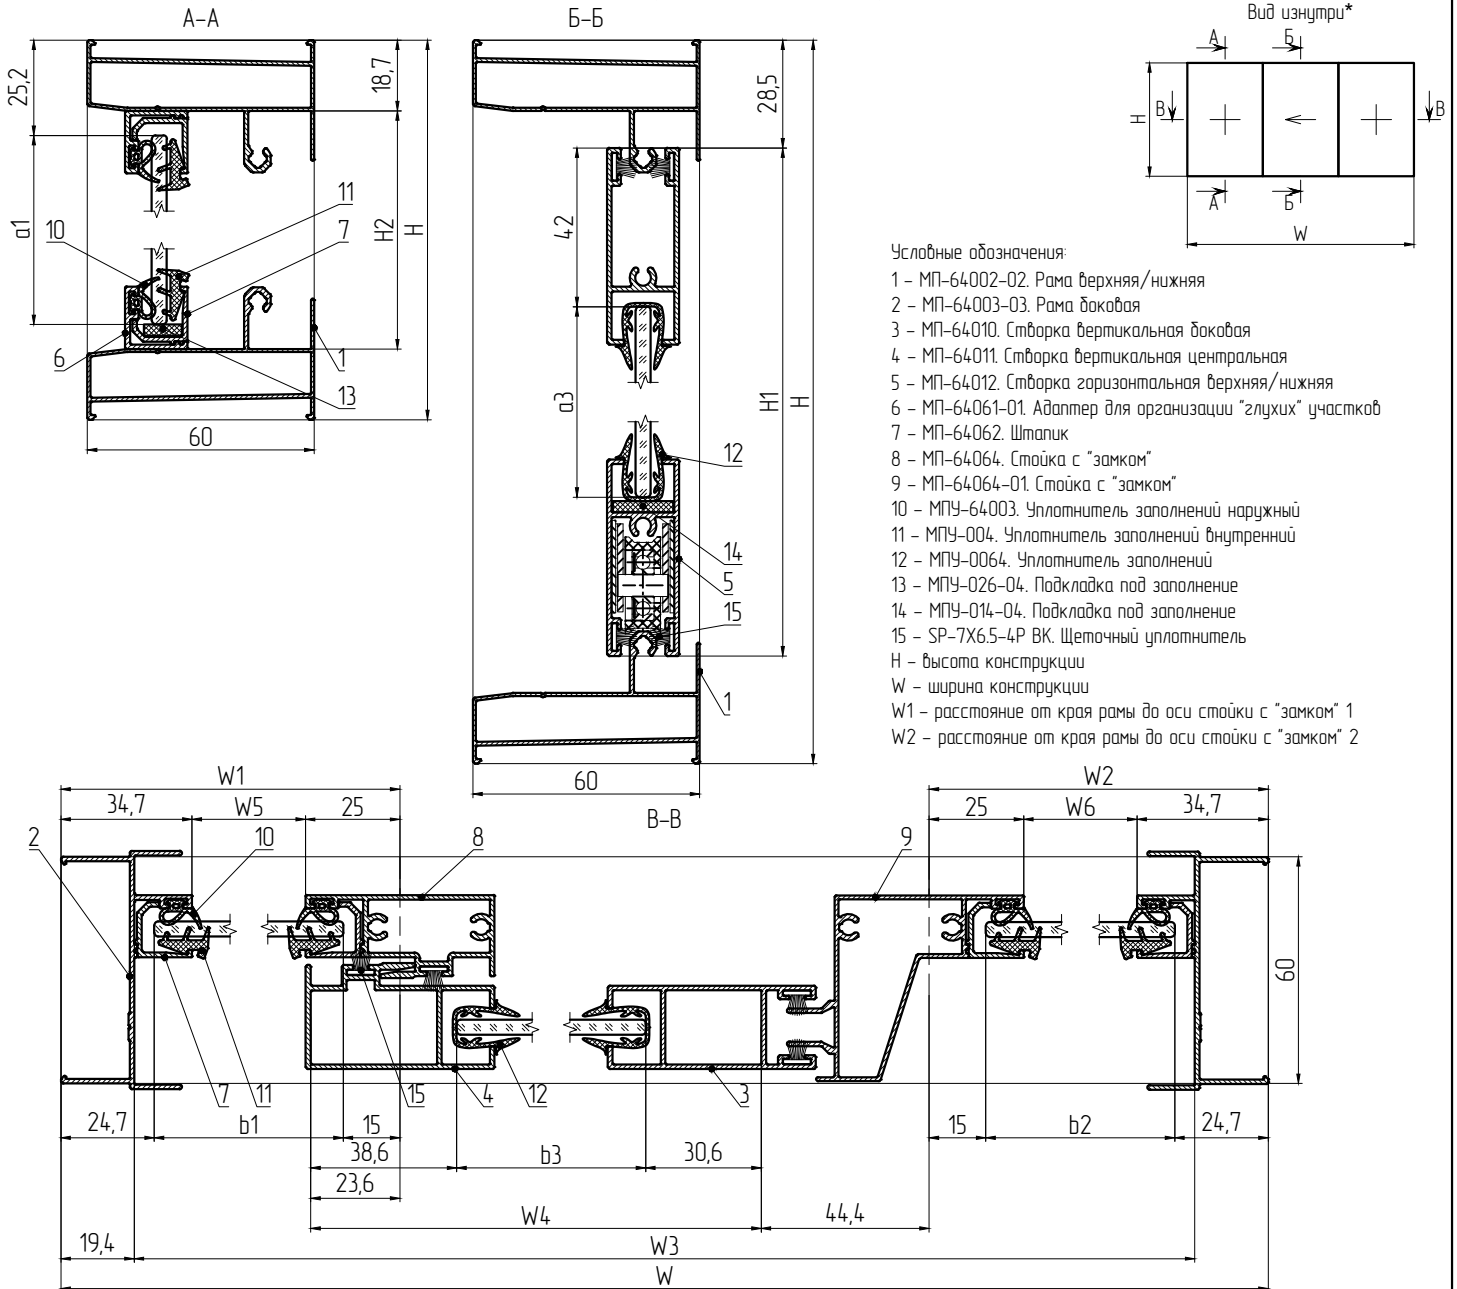 А–А
25,2
18,7
а1
10
11
7
Н2
Н
6
13
1
60
Б–Б
28,5
42
а3
12
Н1
Н
14
5
15
1
60
Вид изнутри*
А
Б
Н
В
В
А
Б
W
Условные обозначения:
1 – МП-64002-02. Рама верхняя/нижняя
2 – МП-64003-03. Рама боковая
3 – МП-64010. Створка вертикальная боковая
4 – МП-64011. Створка вертикальная центральная
5 – МП-64012. Створка горизонтальная верхняя/нижняя
6 – МП-64061-01. Адаптер для организации "глухих" участков
7 – МП-64062. Штапик
8 – МП-64064. Стойка с "замком"
9 – МП-64064-01. Стойка с "замком"
10 – МПУ-64003. Уплотнитель заполнений наружный
11 – МПУ-004. Уплотнитель заполнений внутренний
12 – МПУ-0064. Уплотнитель заполнений
13 – МПУ-026-04. Подкладка под заполнение
14 – МПУ-014-04. Подкладка под заполнение
15 – SP-7X6.5-4P BK. Щеточный уплотнитель
Н – высота конструкции
W – ширина конструкции
W1 – расстояние от края рамы до оси стойки с "замком" 1
W2 – расстояние от края рамы до оси стойки с "замком" 2
В–В
W1
W2
34,7
W5
25
25
W6
34,7
2
10
8
9
60
7
11
15
4
12
3
24,7
b1
15
15
b2
24,7
38,6
b3
30,6
23,6
W4
44,4
19,4
W3
W